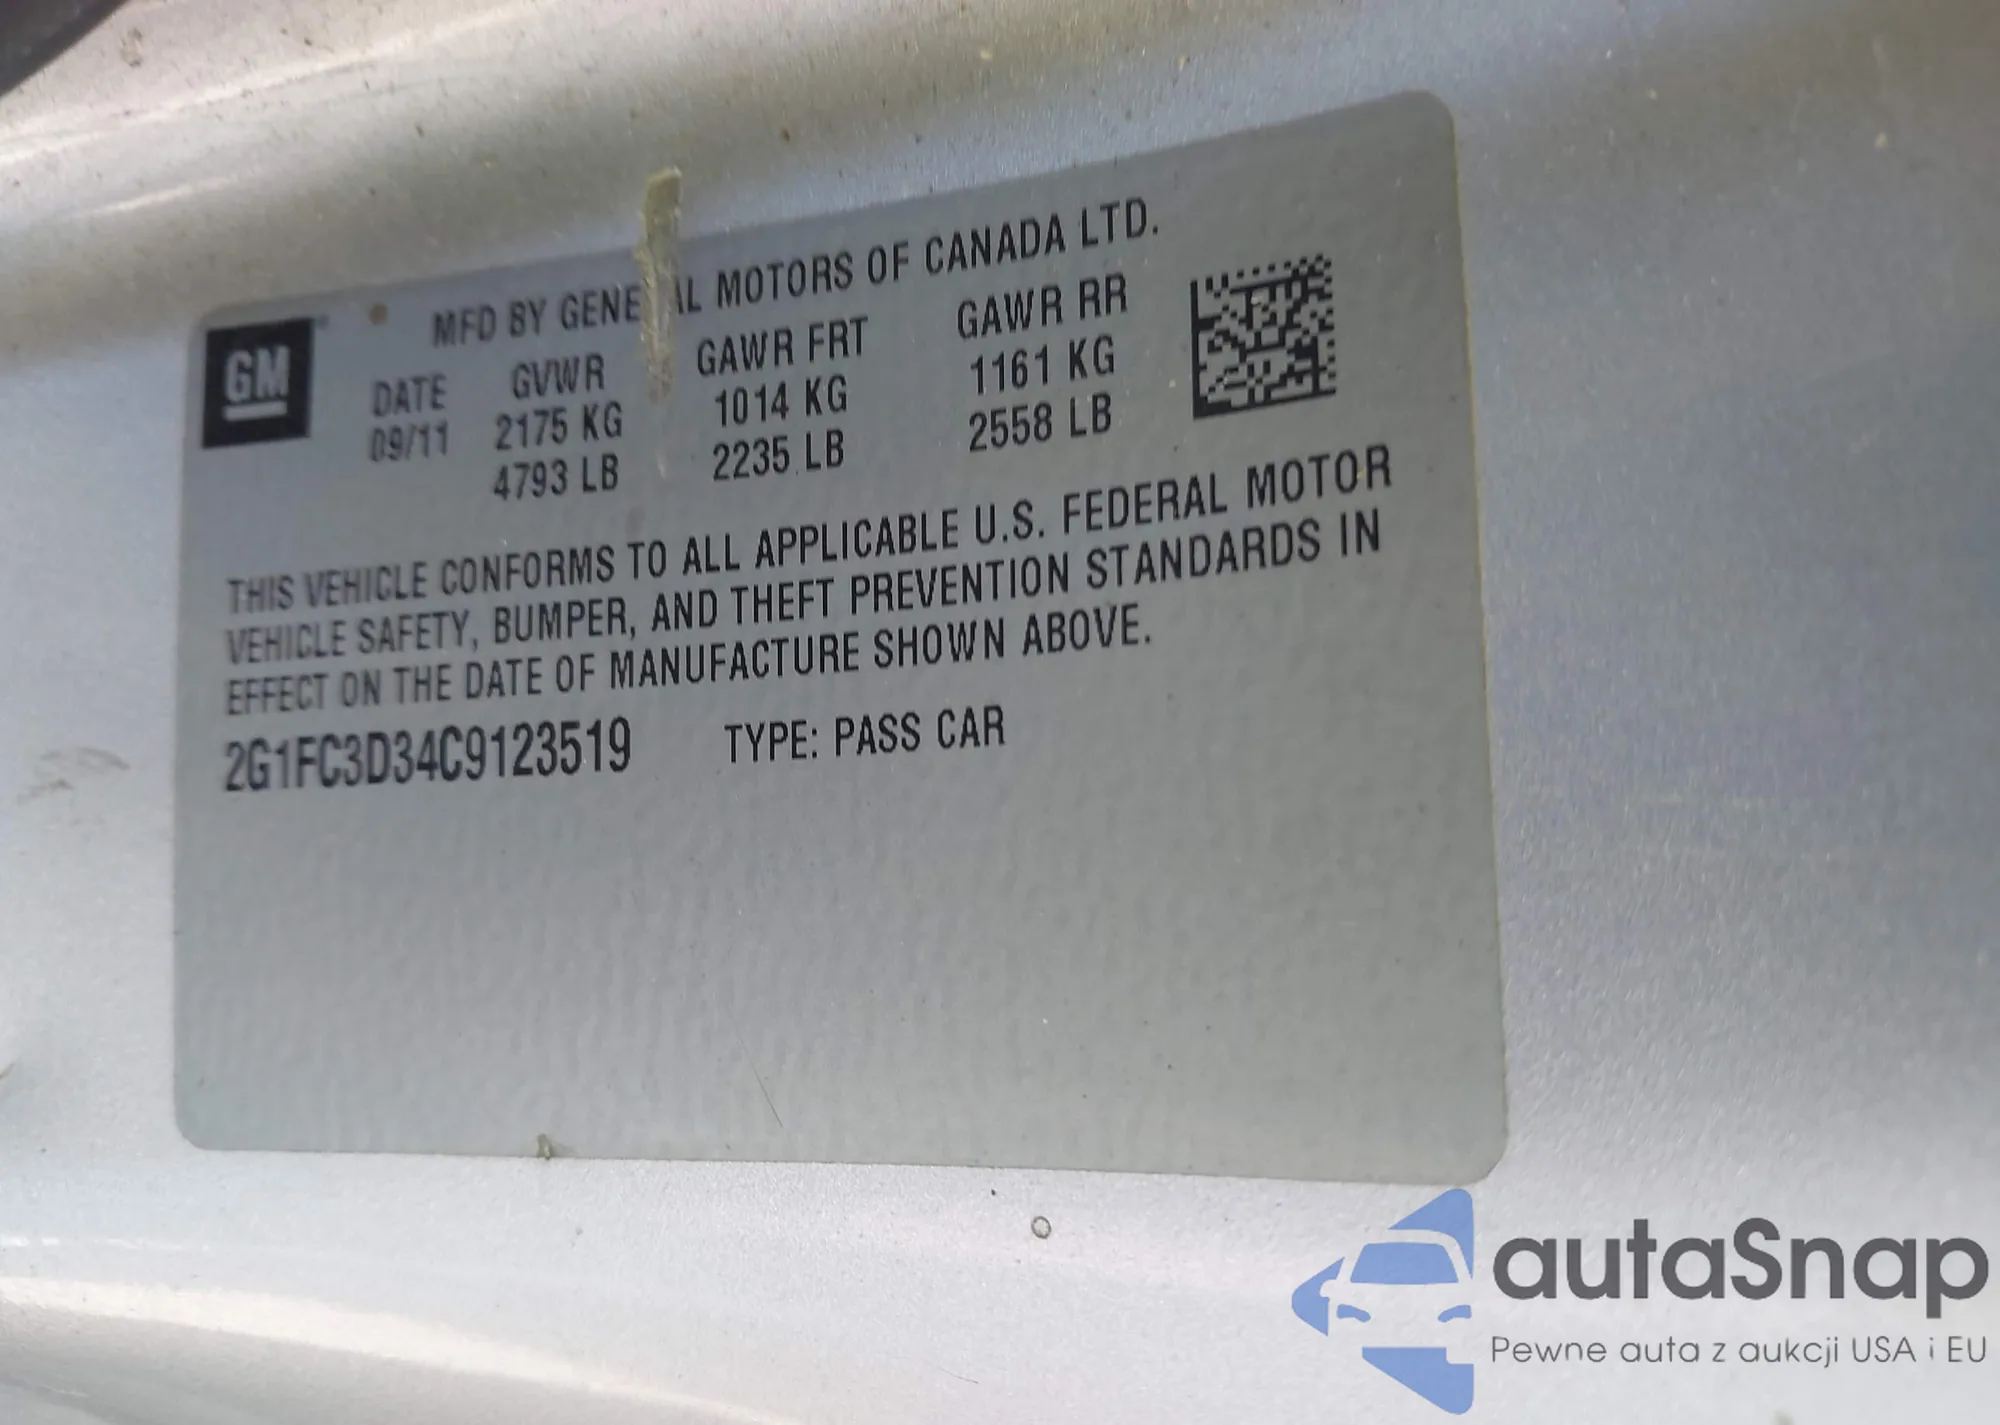 GM
MFD BY GENERAL MOTORS OF CANADA LTD.
DATE GVWR GAWR FRT GAWR RR
09/11 2175 KG 1014 KG 1161 KG
4793 LB 2235 LB 2558 LB
THIS VEHICLE CONFORMS TO ALL APPLICABLE U.S. FEDERAL MOTOR
VEHICLE SAFETY, BUMPER, AND THEFT PREVENTION STANDARDS IN
EFFECT ON THE DATE OF MANUFACTURE SHOWN ABOVE.
2G1FC3D34C9123519 TYPE: PASS CAR
autaSnap
Pewne auta z aukcji USA i EU